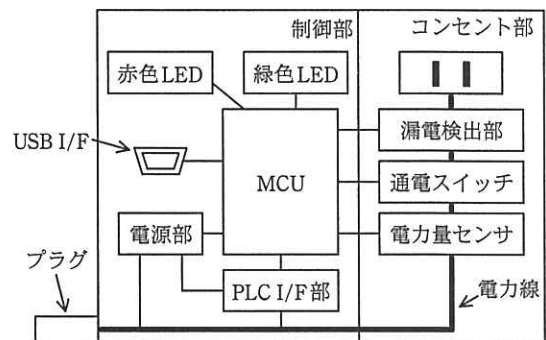 制御部
コンセント部
赤色LED
緑色LED
漏電検出部
USB I/F
MCU
通電スイッチ
電源部
電力量センサ
プラグ
PLC I/F部
電力線